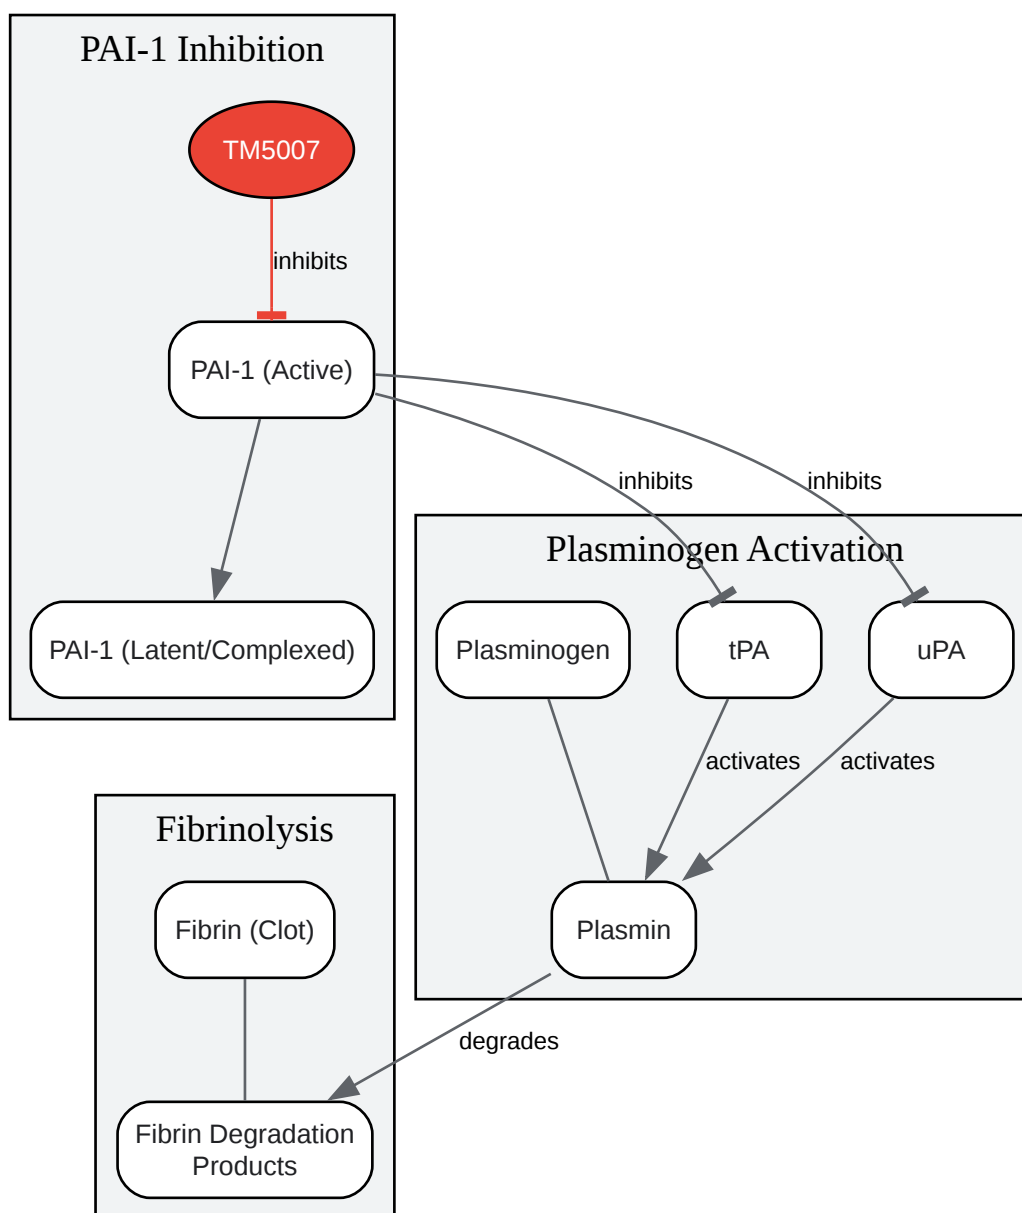 PAI-1 Inhibition
TM5007
inhibits
PAI-1 (Active)
inhibits
inhibits
PAI-1 (Latent/Complexed)
Plasminogen Activation
Plasminogen
tPA
uPA
activates
activates
Plasmin
degrades
Fibrinolysis
Fibrin (Clot)
Fibrin Degradation
Products